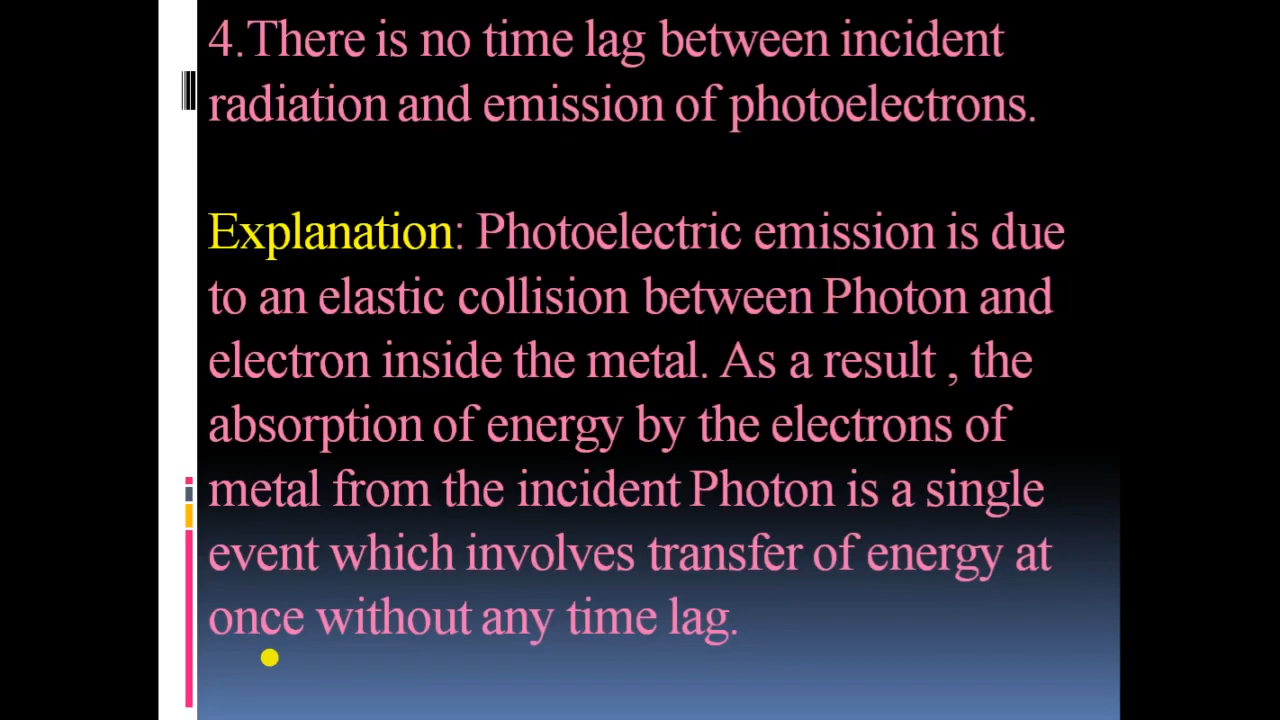 4.There is no time lag between incident
radiation and emission of photoelectrons.
Explanation: Photoelectric emission is due
to an elastic collision between Photon and
electron inside the metal. As a result , the
absorption of energy by the electrons of
metal from the incident Photon is a single
event which involves transfer of energy at
once without any time lag.